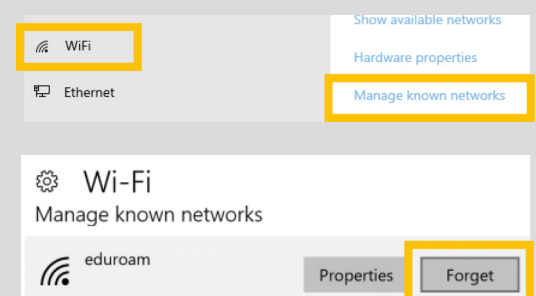 Show available networks
WiFi
Hardware properties
Ethernet
Manage known networks
Wi-Fi
Manage known networks
eduroam
Properties
Forget